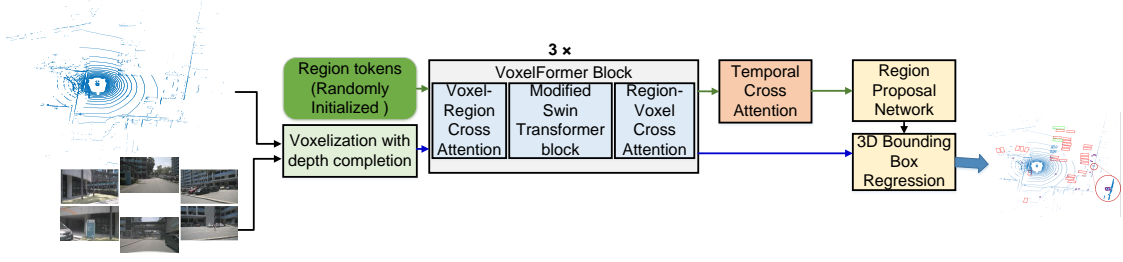 3 ×
Region tokens
(Randomly
Initialized )
Voxelization with
depth completion
VoxelFormer Block
Voxel-
Region
Cross
Attention
Modified
Swin
Transformer
block
Region-
Voxel
Cross
Attention
Temporal
Cross
Attention
Region
Proposal
Network
3D Bounding
Box
Regression